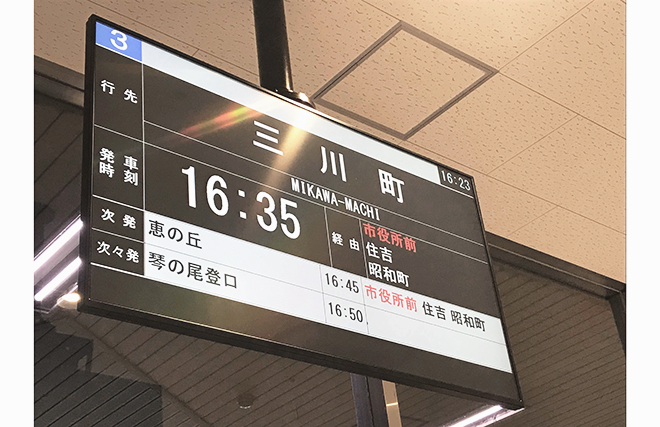 3
行先 三川町 16:23
MIKAWA-MACHI
発車時刻 16:35 経由 市役所前
住吉
昭和町
次発 恵の丘 16:45 市役所前 住吉 昭和町
次々発 琴の尾登口 16:50